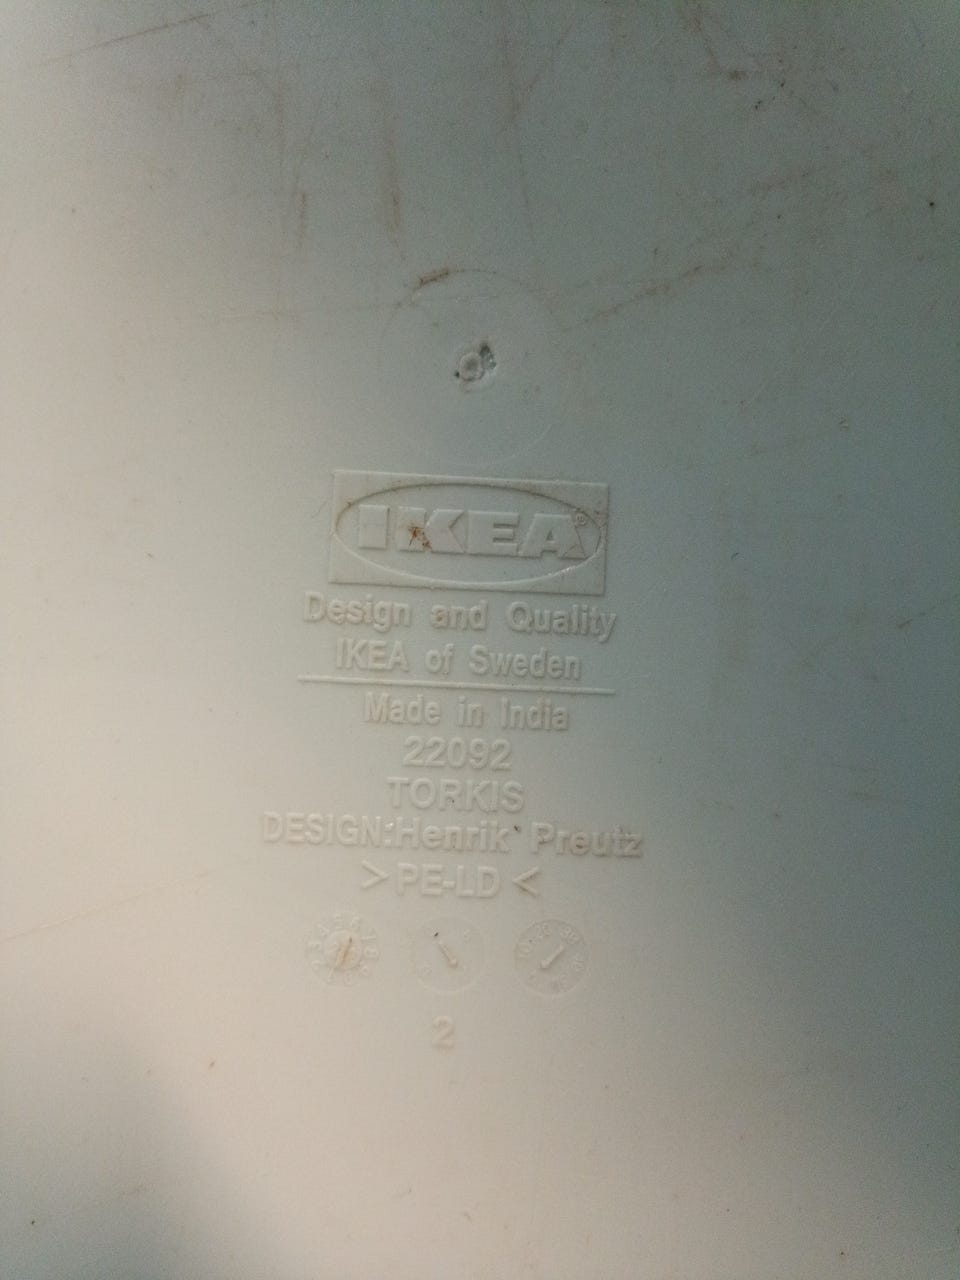 IKEA®
Design and Quality
IKEA of Sweden
Made in India
22092
TORKIS
DESIGN:Henrik Preutz
>PE-LD<
2